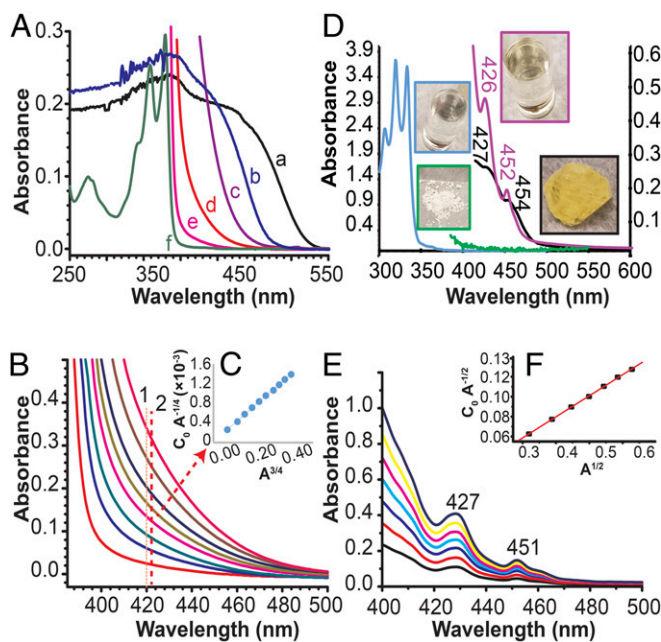 A
Absorbance
0.3
0.2
0.1
0.0
a
b
c
d
e
f
250 350 450 550
Wavelength (nm)
D
Absorbance
3.9
3.4
2.9
2.4
1.9
1.4
0.9
0.4
426
427
452
454
0.6
0.5
0.4
0.3
0.2
0.1
300 350 400 450 500 550 600
Wavelength (nm)
B
Absorbance
0.4
0.3
0.2
0.1
0.0
1
2
400 420 440 460 480 500
Wavelength (nm)
C
C0 A-1/4 (×10-3)
1.6
1.2
0.8
0.4
0
0.00
0.20
0.40
A3/4
E
Absorbance
1.0
0.8
0.6
0.4
0.2
0.0
427
451
400 420 440 460 480 500
Wavelength (nm)
F
C0 A-1/2
0.13
0.12
0.10
0.08
0.06
0.3 0.4 0.5 0.6 0.6
A1/2